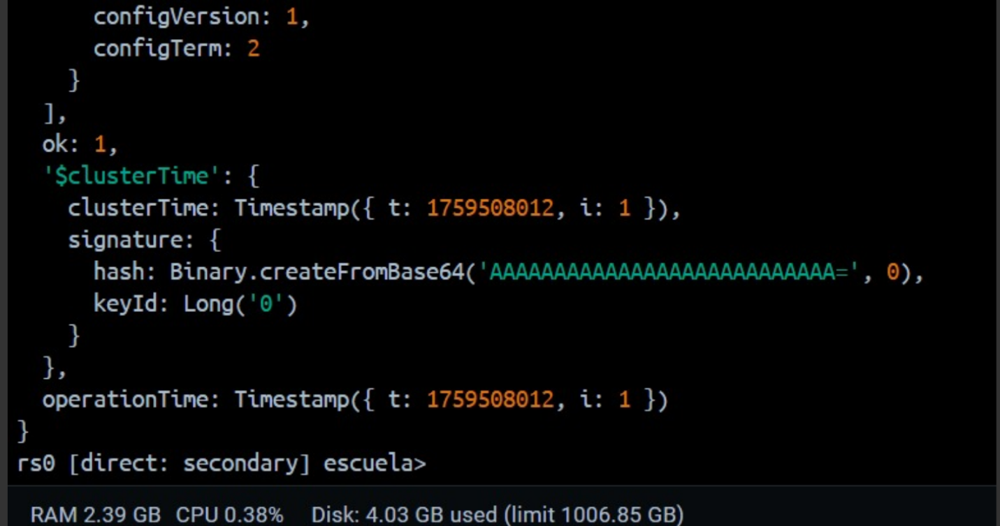 configVersion: 1,
configTerm: 2
}
],
ok: 1,
'$clusterTime': {
clusterTime: Timestamp({ t: 1759508012, i: 1 }),
signature: {
hash: Binary.createFromBase64('AAAAAAAAAAAAAAAAAAAAAAAAAAA=', 0),
keyId: Long('0')
}
},
operationTime: Timestamp({ t: 1759508012, i: 1 })
}
rs0 [direct: secondary] escuela>
RAM 2.39 GB CPU 0.38% Disk: 4.03 GB used (limit 1006.85 GB)